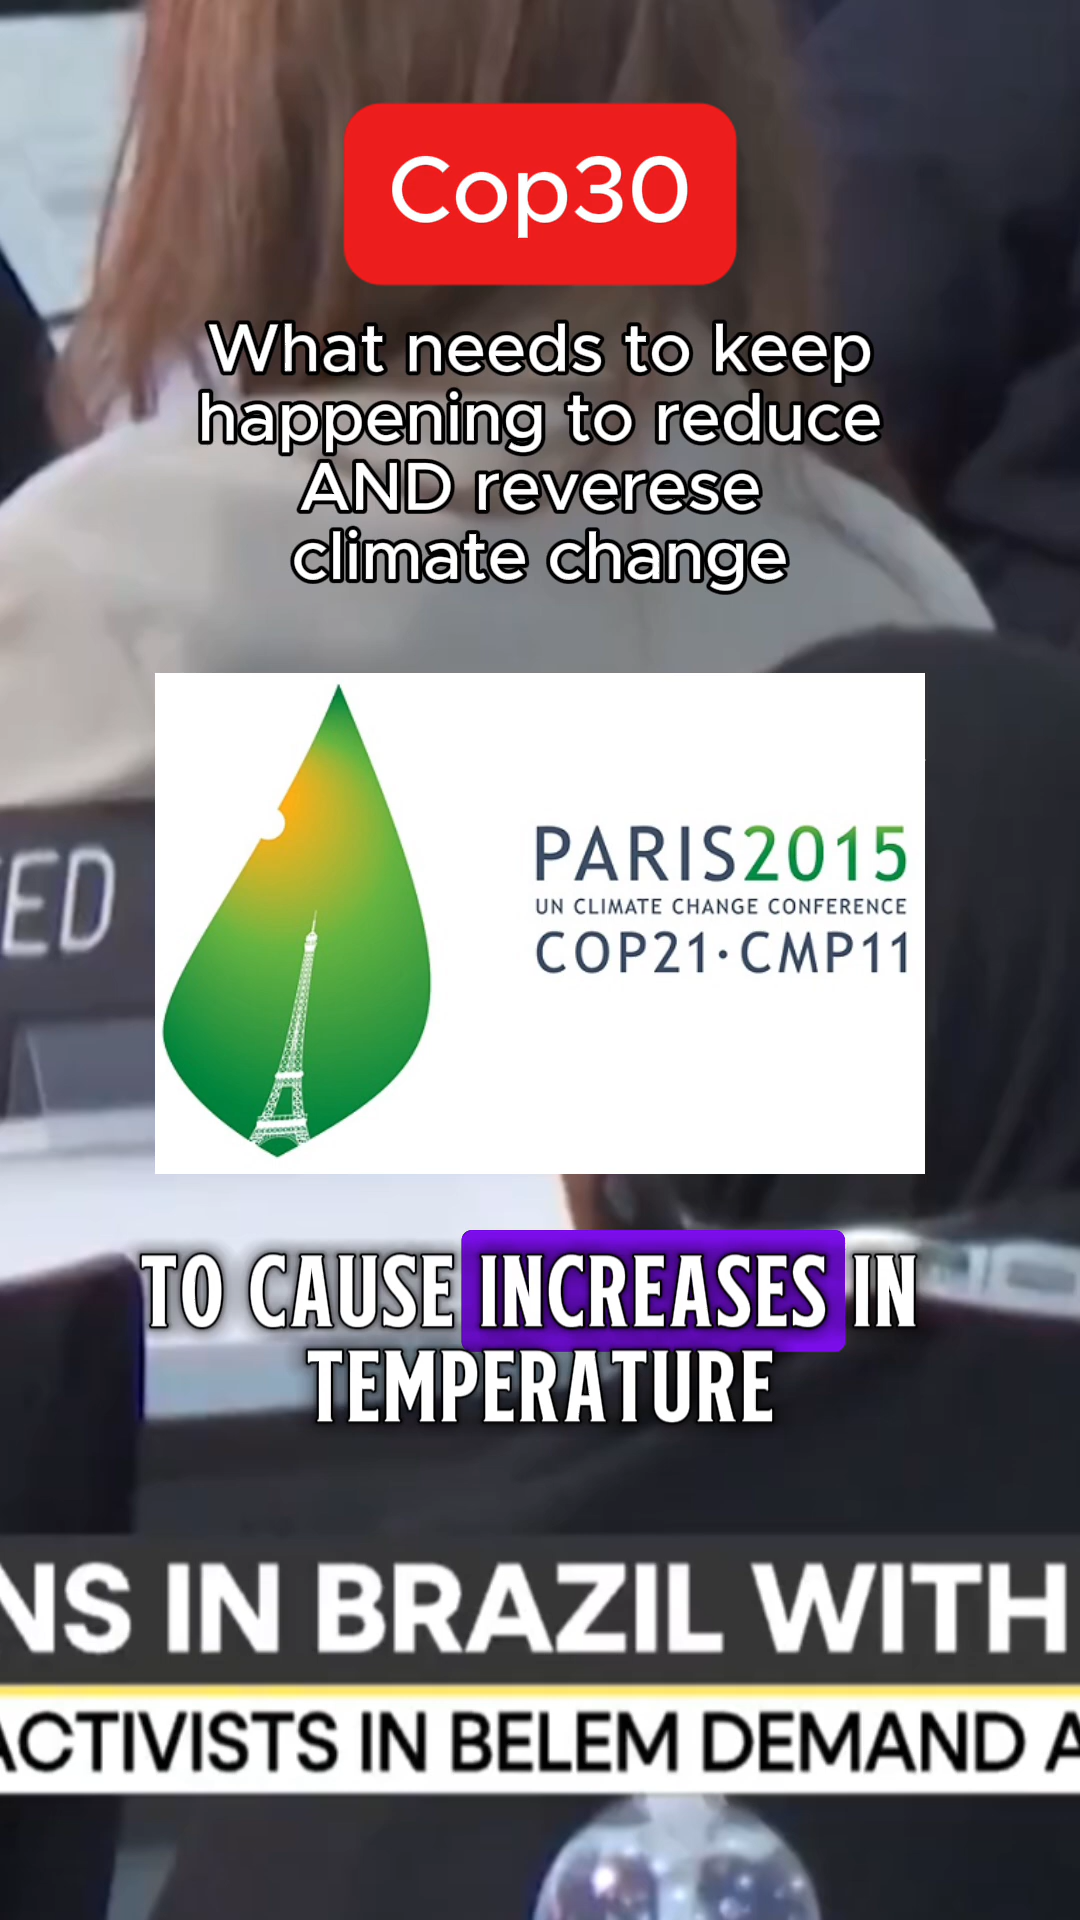 Cop30
What needs to keep
happening to reduce
AND reverese
climate change
PARIS2015
UN CLIMATE CHANGE CONFERENCE
COP21·CMP11
ED
TO CAUSE INCREASES IN
TEMPERATURE
NS IN BRAZIL WITH
ACTIVISTS IN BELEM DEMAND A